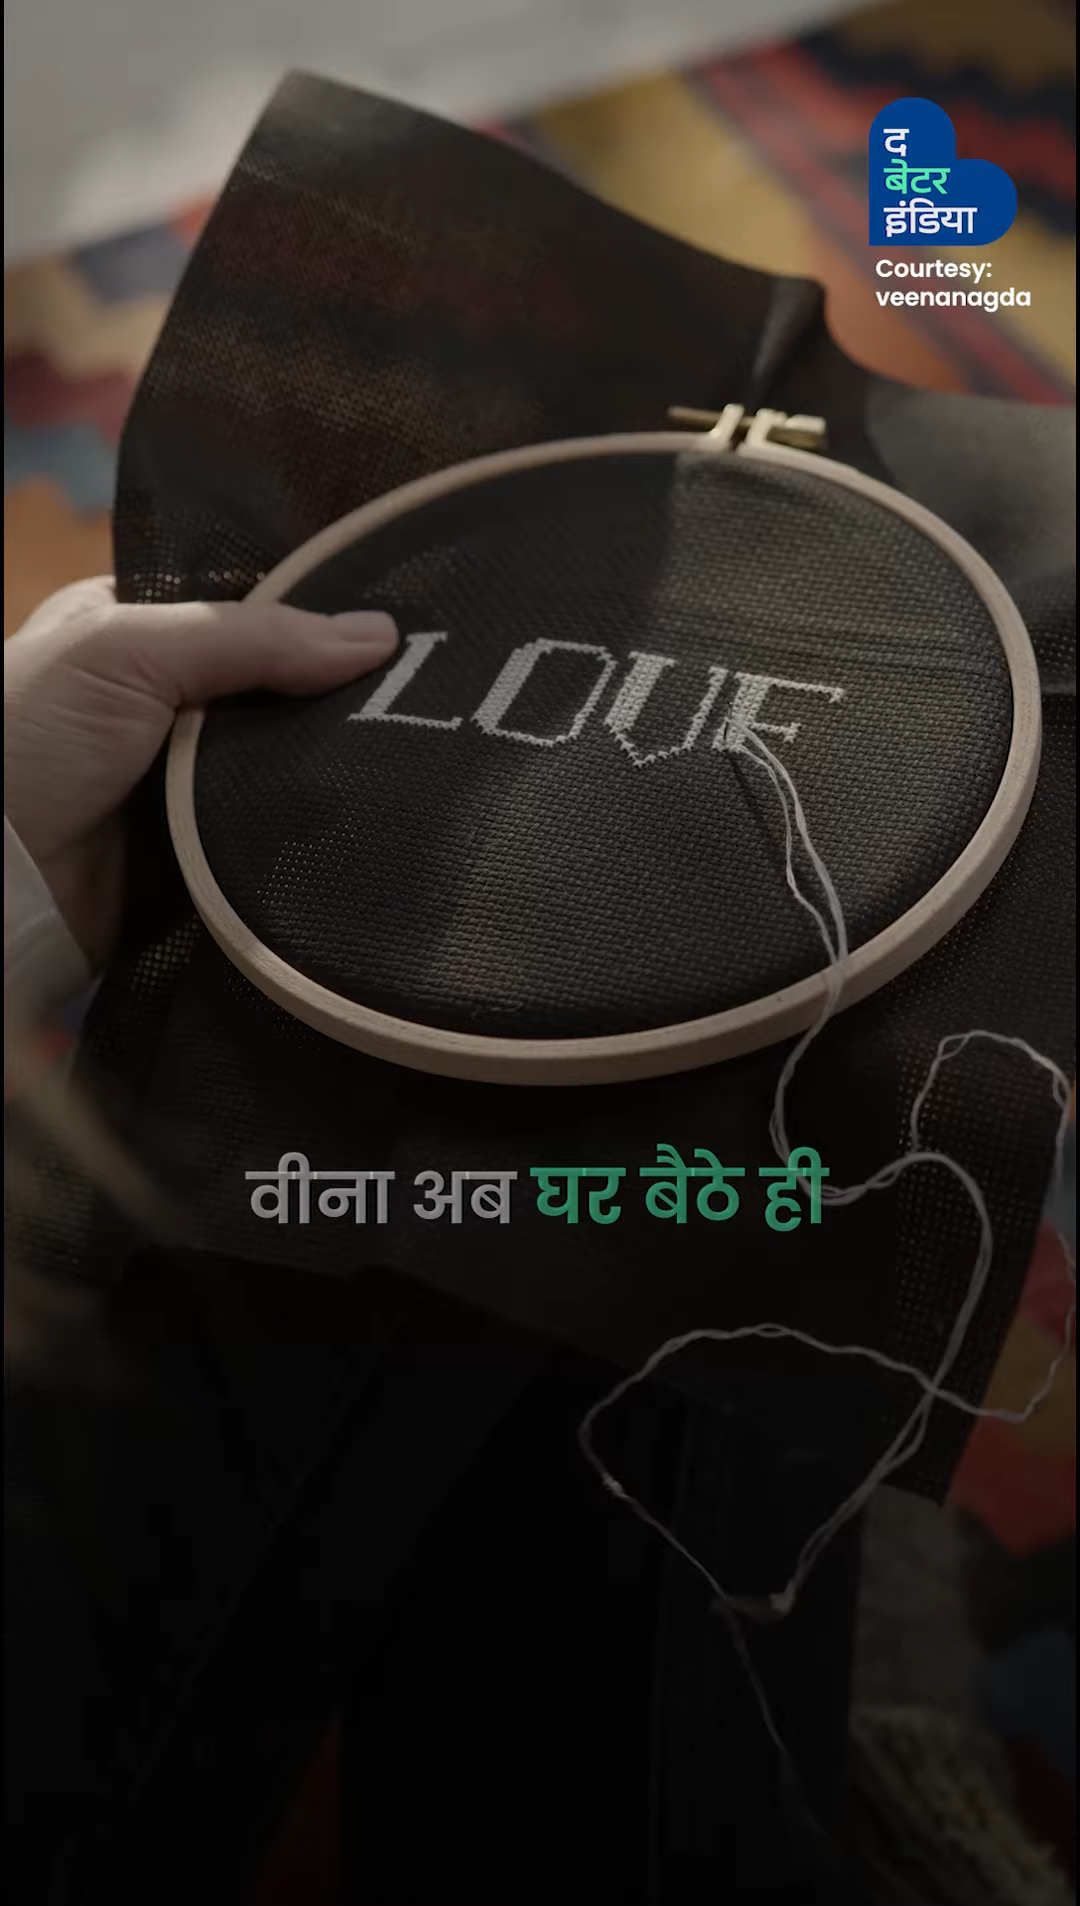 द
बेटर
इंडिया
Courtesy:
veenanagda
LOVE
वीना अब घर बैठे ही